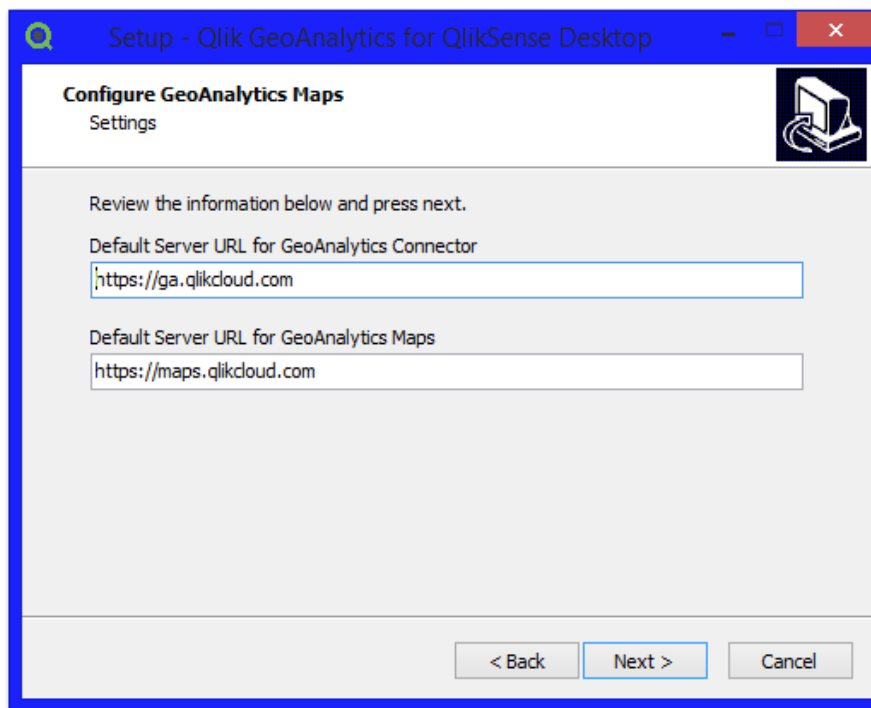 Setup - Qlik GeoAnalytics for QlikSense Desktop
Configure GeoAnalytics Maps
Settings
Review the information below and press next.
Default Server URL for GeoAnalytics Connector
https://ga.qlikcloud.com
Default Server URL for GeoAnalytics Maps
https://maps.qlikcloud.com
< Back Next > Cancel